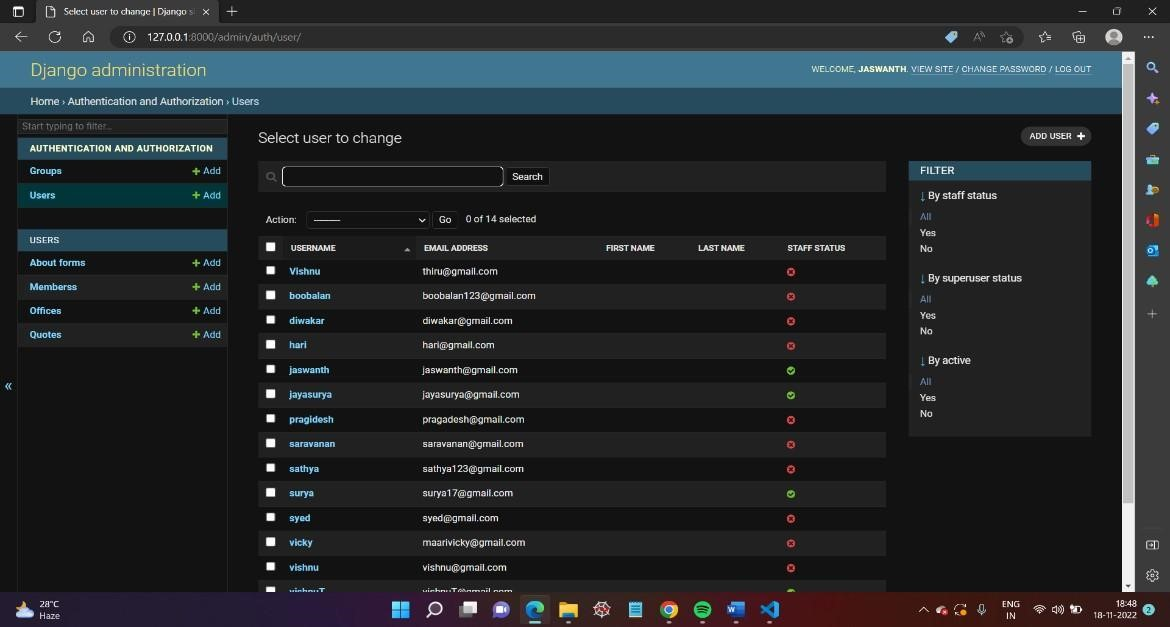 Select user to change | Django s
127.0.0.1:8000/admin/auth/user/
Django administration
WELCOME, JASWANTH. VIEW SITE / CHANGE PASSWORD / LOG OUT
Home › Authentication and Authorization › Users
Start typing to filter...
AUTHENTICATION AND AUTHORIZATION
Groups + Add
Users + Add
USERS
About forms + Add
Memberss + Add
Offices + Add
Quotes + Add
«
Select user to change
ADD USER +
Search
Action: --------- Go 0 of 14 selected
USERNAME EMAIL ADDRESS FIRST NAME LAST NAME STAFF STATUS
Vishnu thiru@gmail.com
boobalan boobalan123@gmail.com
diwakar diwakar@gmail.com
hari hari@gmail.com
jaswanth jaswanth@gmail.com
jayasurya jayasurya@gmail.com
pragidesh pragadesh@gmail.com
saravanan saravanan@gmail.com
sathya sathya123@gmail.com
surya surya17@gmail.com
syed syed@gmail.com
vicky maarivicky@gmail.com
vishnu vishnu@gmail.com
vishnuT vishnuT@gmail.com
FILTER
↓ By staff status
All
Yes
No
↓ By superuser status
All
Yes
No
↓ By active
All
Yes
No
28°C
Haze
ENG
IN
18:48
18-11-2022
2